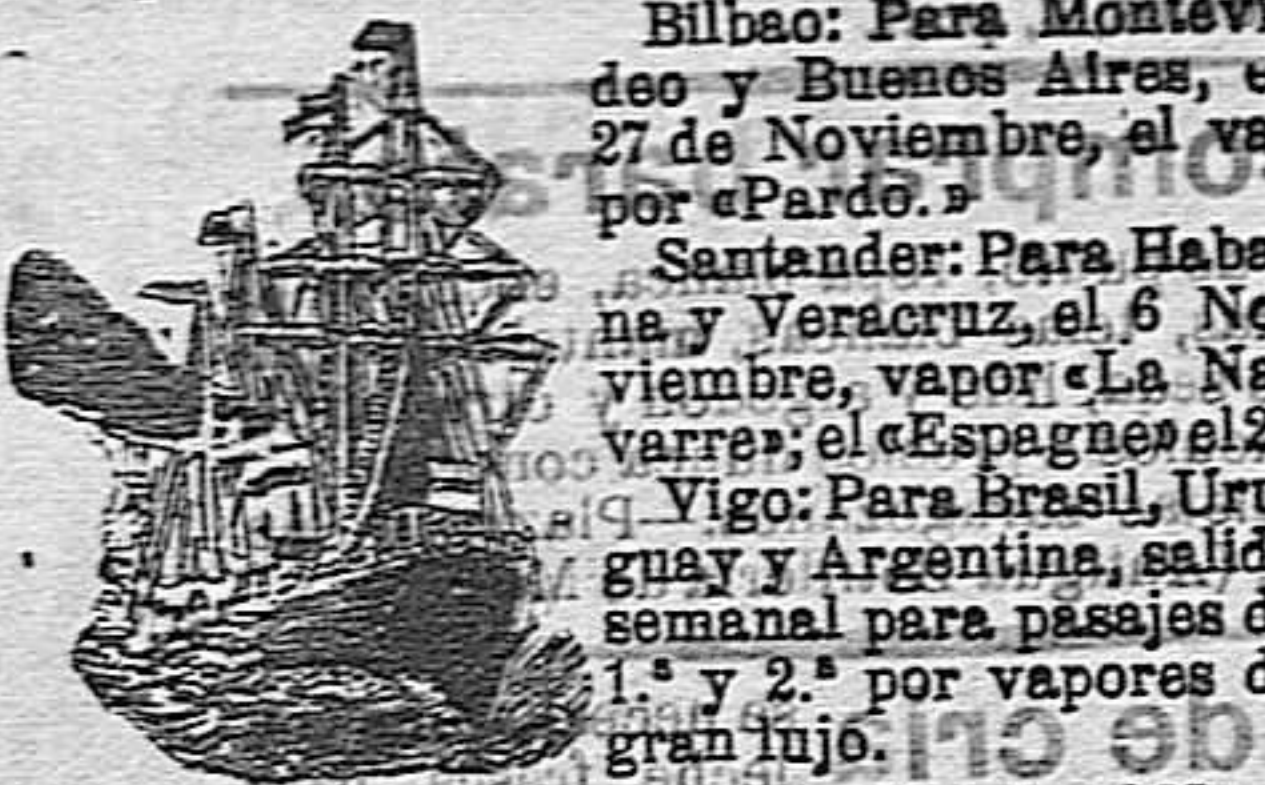 Bilbao: Para Montevi
deo y Buenos Aires, e
27 de Noviembre, el va
por «Pardo.»
Santander: Para Haba
na y Veracruz, el 6 No
viembre, vapor «La Na
varre»; el «Espagne» el 2
Vigo: Para Brasil, Uru
guay y Argentina, salid
semanal para pasajes d
1.ª y 2.ª por vapores d
gran lujo.